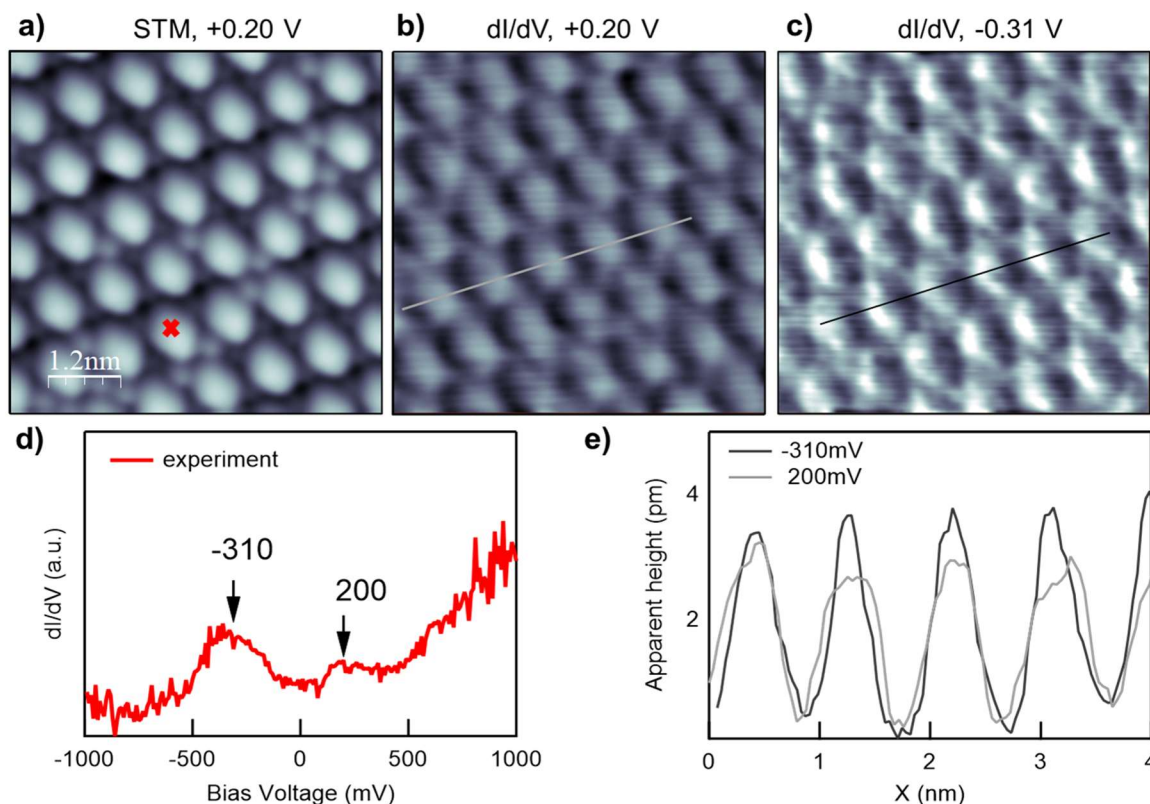 a) STM, +0.20 V
b) dI/dV, +0.20 V
c) dI/dV, -0.31 V
1.2nm
d)
experiment
-310
200
dI/dV (a.u.)
-1000 -500 0 500 1000
Bias Voltage (mV)
e)
-310mV
200mV
Apparent height (pm)
4
2
0 1 2 3 4
X (nm)